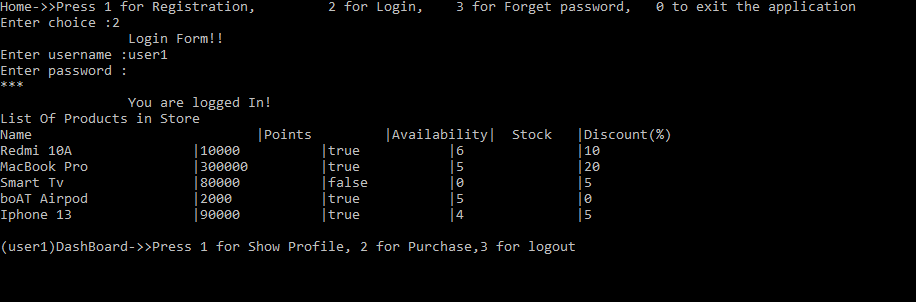 Home->>Press 1 for Registration,         2 for Login,    3 for Forget password,   0 to exit the application
Enter choice :2
                Login Form!!
Enter username :user1
Enter password :
***
                You are logged In!
List Of Products in Store
Name                            |Points         |Availability|  Stock   |Discount(%)
Redmi 10A               |10000          |true           |6              |10
MacBook Pro             |300000         |true           |5              |20
Smart Tv                |80000          |false          |0              |5
boAT Airpod             |2000           |true           |5              |0
Iphone 13               |90000          |true           |4              |5
(user1)DashBoard->>Press 1 for Show Profile, 2 for Purchase,3 for logout